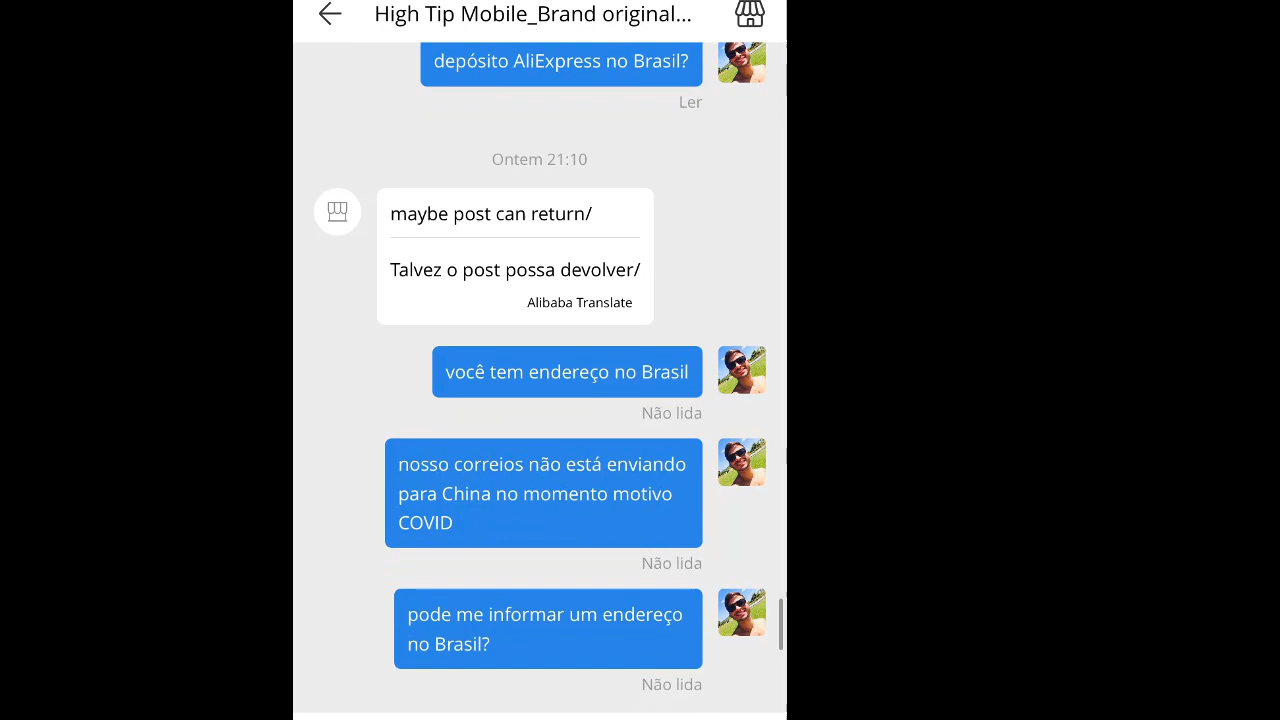 High Tip Mobile_Brand original...
depósito AliExpress no Brasil?
Ler
Ontem 21:10
maybe post can return/
Talvez o post possa devolver/
Alibaba Translate
você tem endereço no Brasil
Não lida
nosso correios não está enviando
para China no momento motivo
COVID
Não lida
pode me informar um endereço
no Brasil?
Não lida